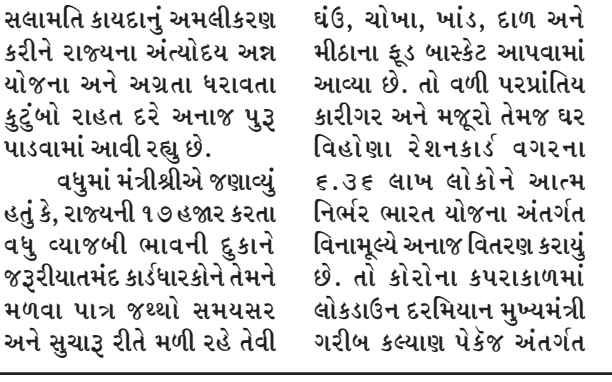 સલામતિ કાયદાનું અમલીકરણ
કરીને રાજ્યના અંત્યોદય અન્ન
યોજના અને અગ્રતા ધરાવતા
કુટુંબો રાહત દરે અનાજ પુરૂ
પાડવામાં આવી રહ્યુ છે.
વધુમાં મંત્રીશ્રીએ જણાવ્યું
હતું કે, રાજ્યની ૧૭ હજાર કરતા
વધુ વ્યાજબી ભાવની દુકાને
જરૂરીયાતમંદ કાર્ડધારકોને તેમને
મળવા પાત્ર જથ્થો સમયસર
અને સુચારૂ રીતે મળી રહે તેવી
ઘંઉ, ચોખા, ખાંડ, દાળ અને
મીઠાના ફૂડ બાસ્કેટ આપવામાં
આવ્યા છે. તો વળી પરપ્રાંતિય
કારીગર અને મજૂરો તેમજ ઘર
વિહોણા રેશનકાર્ડ વગરના
૬.૩૬ લાખ લોકોને આત્મ
નિર્ભર ભારત યોજના અંતર્ગત
વિનામૂલ્યે અનાજ વિતરણ કરાયું
છે. તો કોરોના કપરાકાળમાં
લોકડાઉન દરમિયાન મુખ્યમંત્રી
ગરીબ કલ્યાણ પેકૅજ અંતર્ગત